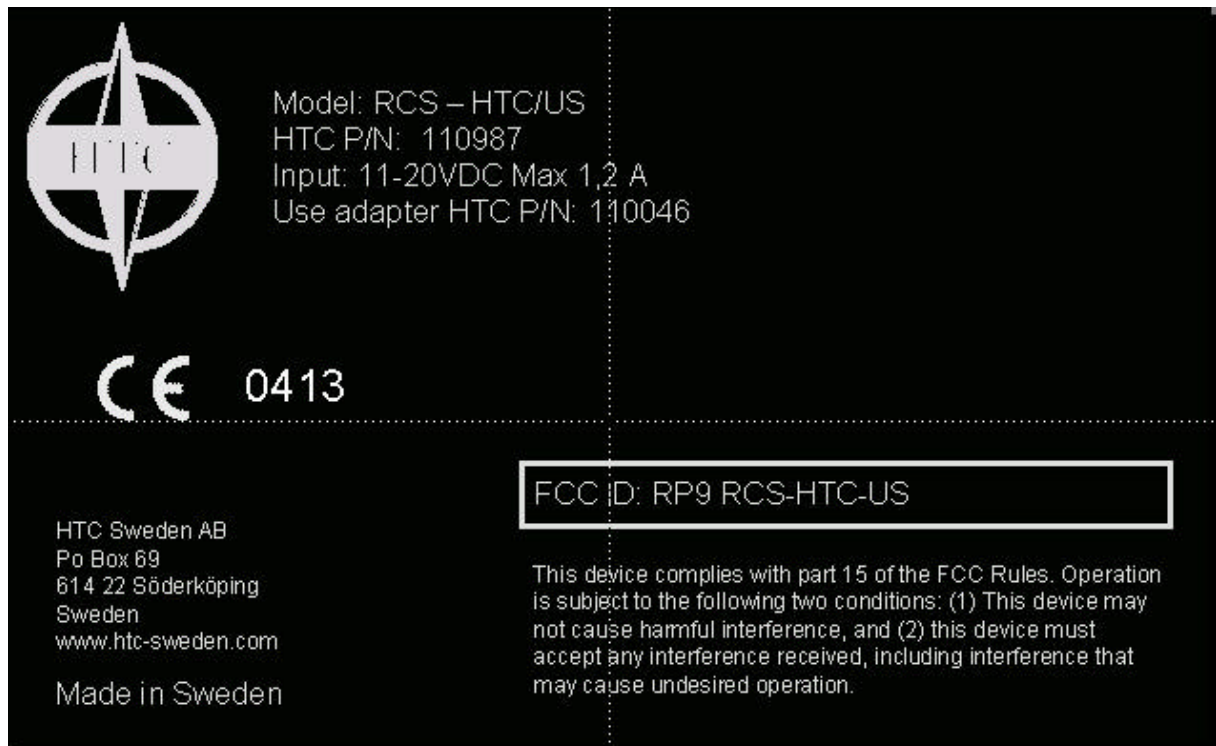 HTC
Model: RCS – HTC/US
HTC P/N: 110987
Input: 11-20VDC Max 1,2 A
Use adapter HTC P/N: 110046
CE 0413
FCC ID: RP9 RCS-HTC-US
HTC Sweden AB
Po Box 69
614 22 Söderköping
Sweden
www.htc-sweden.com
Made in Sweden
This device complies with part 15 of the FCC Rules. Operation
is subject to the following two conditions: (1) This device may
not cause harmful interference, and (2) this device must
accept any interference received, including interference that
may cause undesired operation.